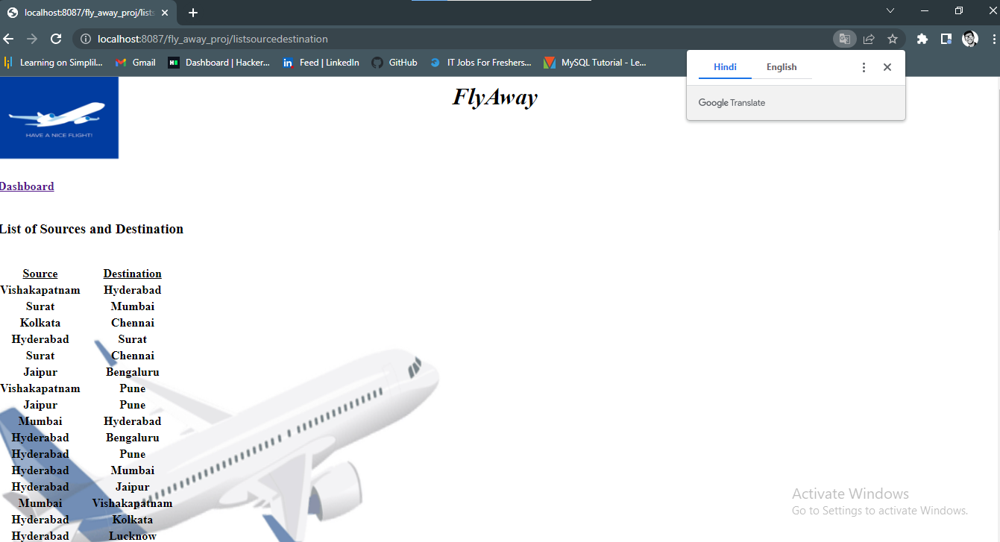 localhost:8087/fly_away_proj/lists
localhost:8087/fly_away_proj/listsourcedestination
Learning on Simplil... Gmail Dashboard | Hacker... Feed | LinkedIn GitHub IT Jobs For Freshers... MySQL Tutorial - Le...
Hindi English
Google Translate
FlyAway
HAVE A NICE FLIGHT!
Dashboard
List of Sources and Destination
Source Destination
Vishakapatnam Hyderabad
Surat Mumbai
Kolkata Chennai
Hyderabad Surat
Surat Chennai
Jaipur Bengaluru
Vishakapatnam Pune
Jaipur Pune
Mumbai Hyderabad
Hyderabad Bengaluru
Hyderabad Pune
Hyderabad Mumbai
Hyderabad Jaipur
Mumbai Vishakapatnam
Hyderabad Kolkata
Hyderabad Lucknow
Activate Windows
Go to Settings to activate Windows.